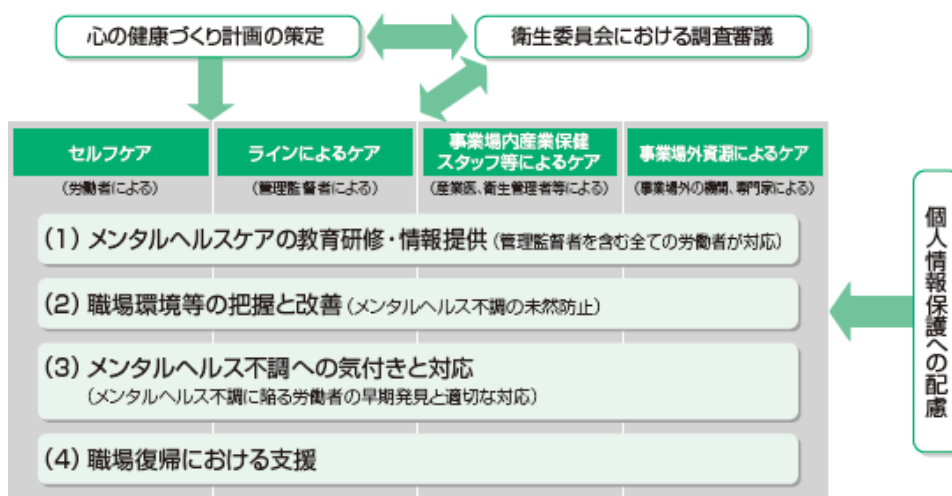 心の健康づくり計画の策定
衛生委員会における調査審議
セルフケア
(労働者による)
ラインによるケア
(管理監督者による)
事業場内産業保健
スタッフ等によるケア
(産業医、衛生管理者等による)
事業場外資源によるケア
(事業場外の機関、専門家による)
(1) メンタルヘルスケアの教育研修・情報提供 (管理監督者を含む全ての労働者が対応)
(2) 職場環境等の把握と改善 (メンタルヘルス不調の未然防止)
(3) メンタルヘルス不調への気付きと対応
(メンタルヘルス不調に陥る労働者の早期発見と適切な対応)
(4) 職場復帰における支援
個人情報保護への配慮